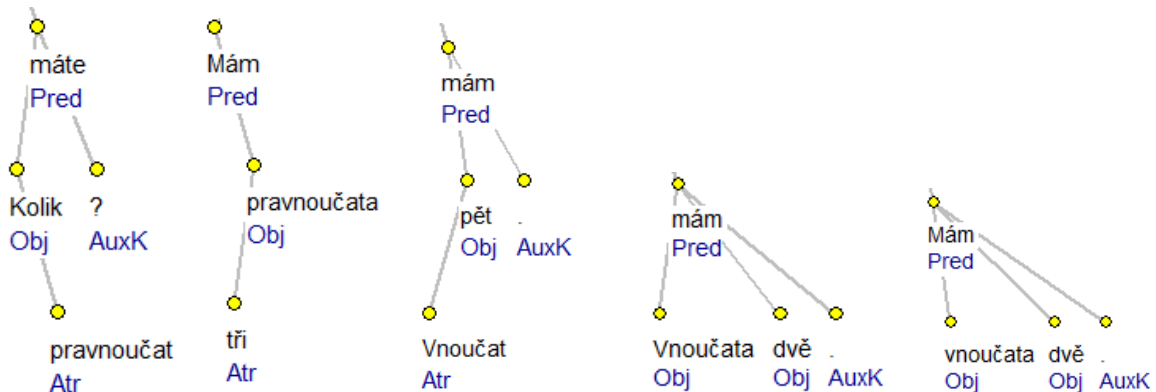 máte
Pred
Kolik ?
Obj AuxK
pravnoučat
Atr
Mám
Pred
pravnoučata
Obj
tři
Atr
mám
Pred
pět .
Obj AuxK
Vnoučat
Atr
mám
Pred
Vnoučata dvě .
Obj Obj AuxK
Mám
Pred
vnoučata dvě .
Obj Obj AuxK